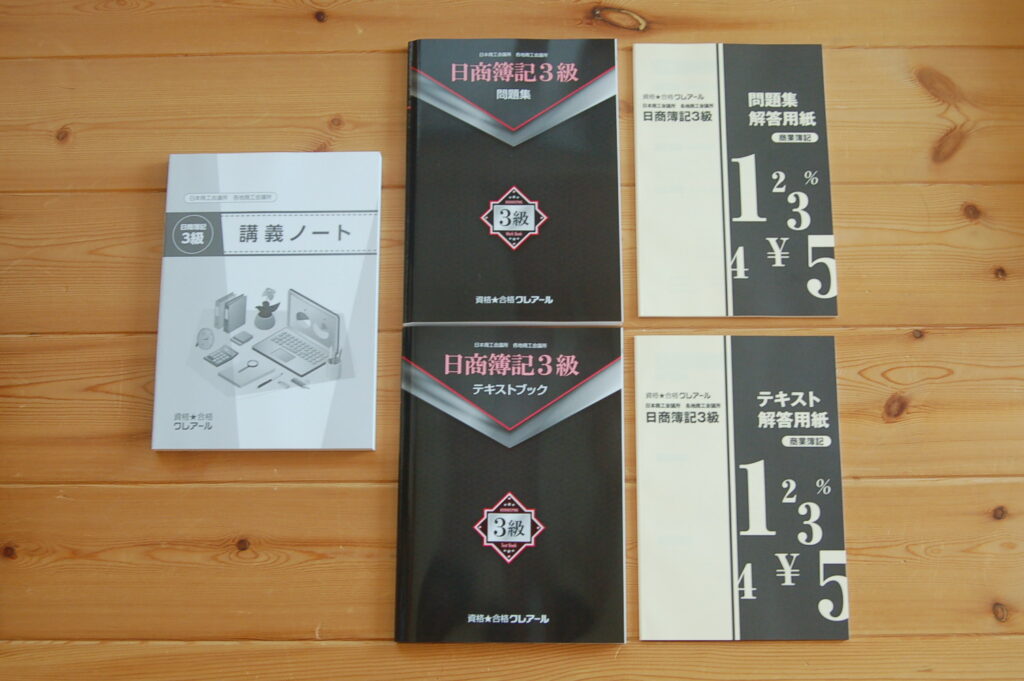 日本商工会議所 各地商工会議所
日商簿記
3級
講義ノート
資格★合格
クレアール
日本商工会議所 各地商工会議所
日商簿記3級
問題集
3級
Work Book
資格★合格クレアール
日本商工会議所 各地商工会議所
日商簿記3級
テキストブック
3級
Text Book
資格★合格クレアール
資格★合格クレアール
日本商工会議所 各地商工会議所
日商簿記3級
問題集
解答用紙
商業簿記
1 2 %
3
4 ¥ 5
資格★合格クレアール
日本商工会議所 各地商工会議所
日商簿記3級
テキスト
解答用紙
商業簿記
1 2 %
3
4 ¥ 5